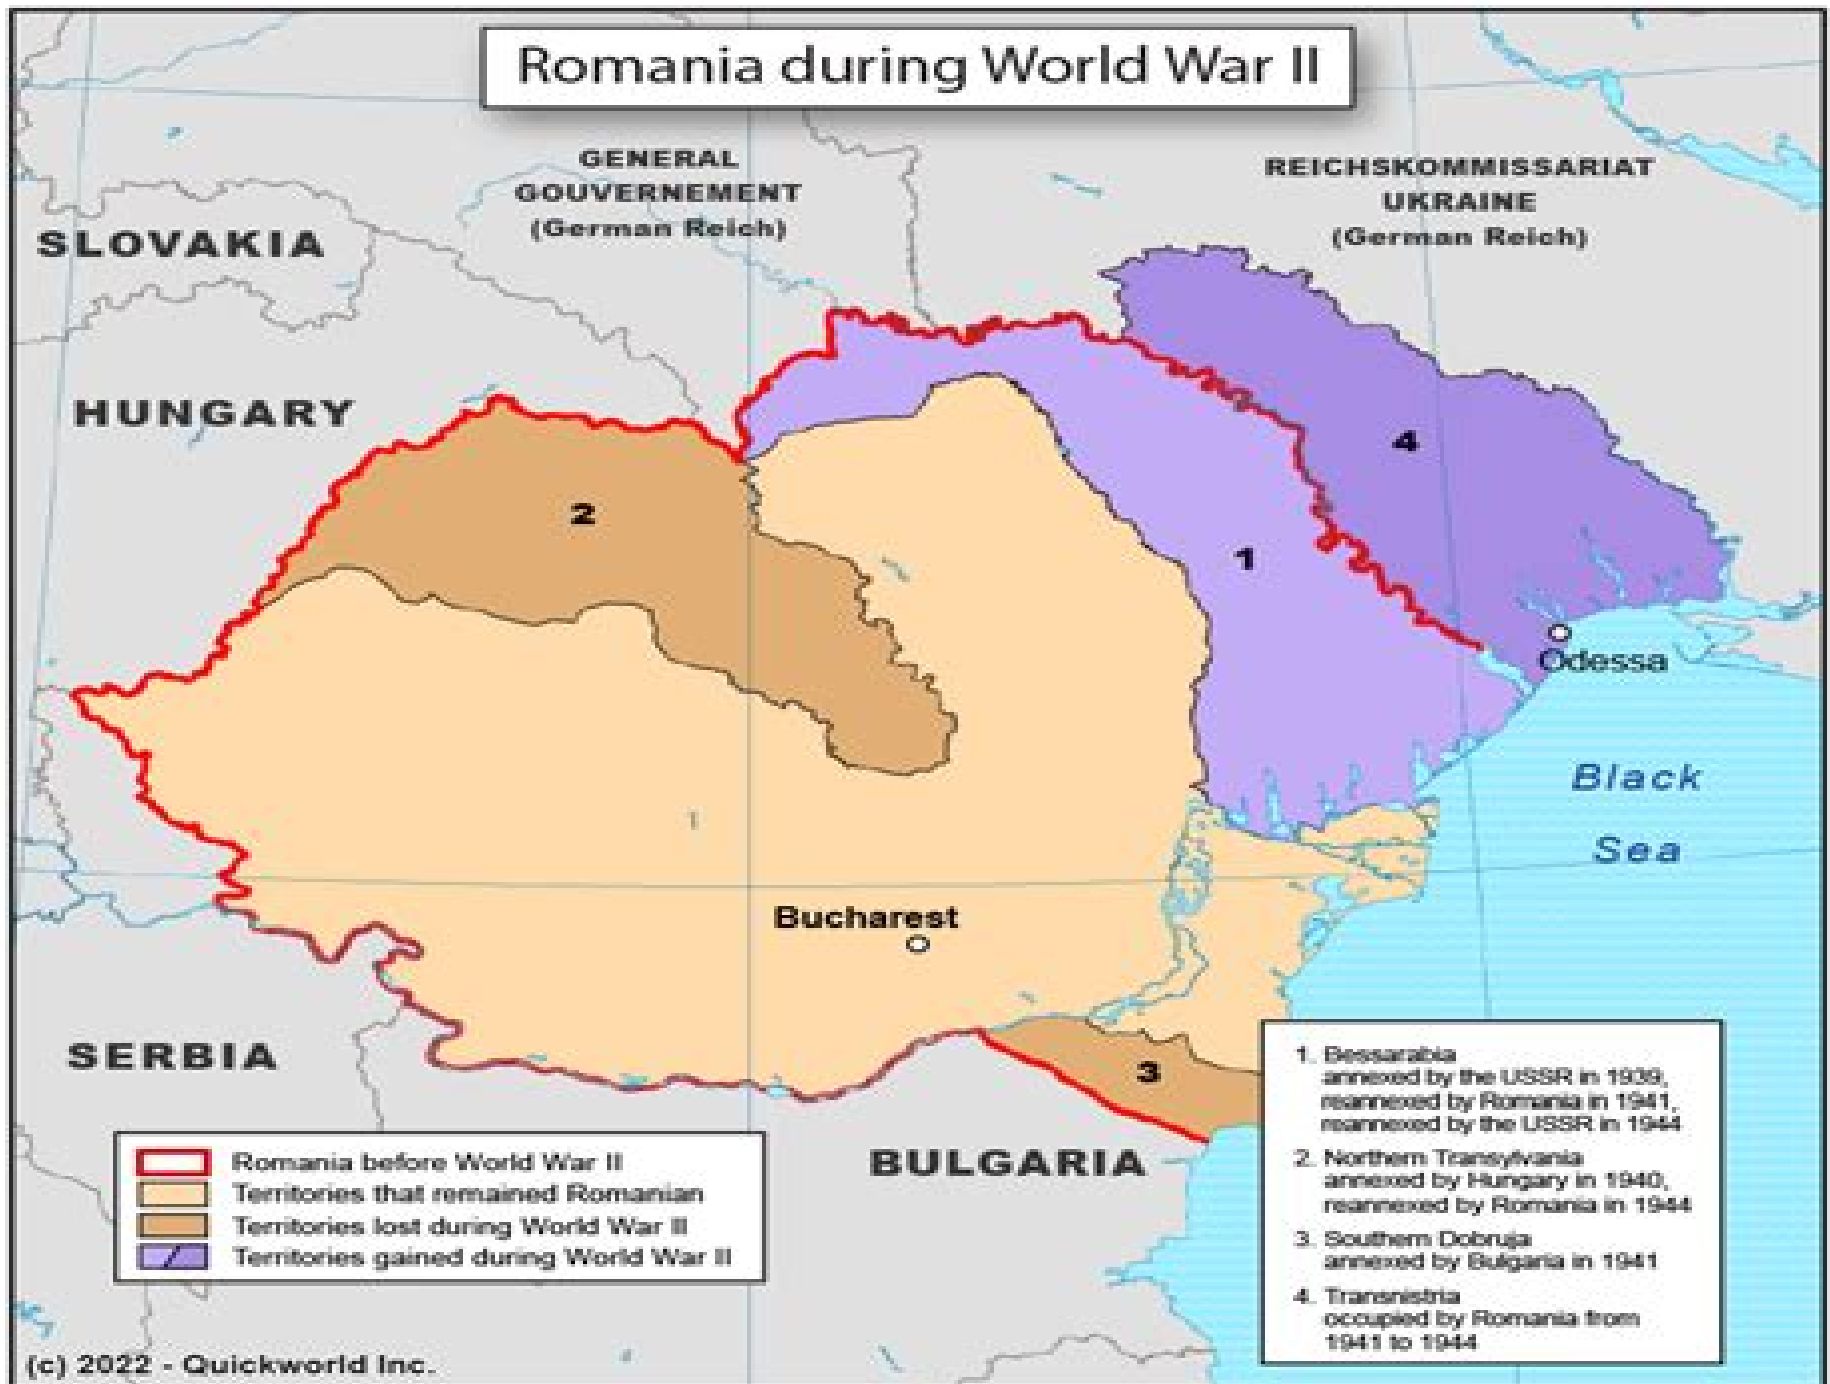 Romania during World War II
GENERAL
GOUVERNEMENT
(German Reich)
REICHSKOMMISSARIAT
UKRAINE
(German Reich)
SLOVAKIA
HUNGARY
4
2
1
Odessa
Black
Sea
Bucharest
SERBIA
3
BULGARIA
Romania before World War II
Territories that remained Romanian
Territories lost during World War II
Territories gained during World War II
1. Bessarabia
annexed by the USSR in 1939,
reannexed by Romania in 1941,
reannexed by the USSR in 1944
2. Northern Transylvania
annexed by Hungary in 1940,
reannexed by Romania in 1944
3. Southern Dobruja
annexed by Bulgaria in 1941
4. Transnistria
occupied by Romania from
1941 to 1944
(c) 2022 - Quickworld Inc.